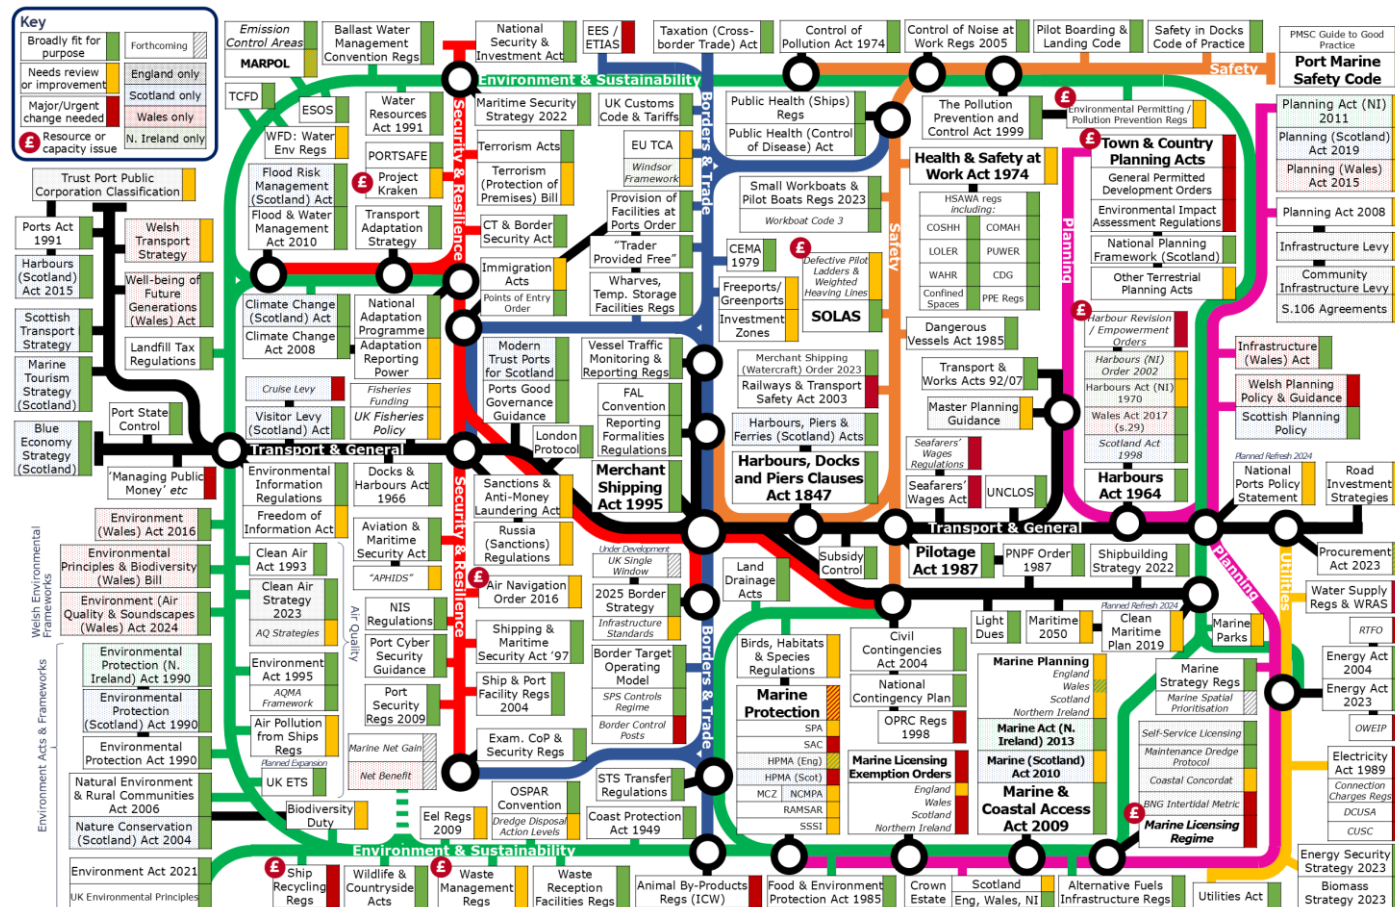 Key
Broadly fit for
purpose
Needs review
or improvement
Major/Urgent
change needed
£ Resource or
capacity issue
Forthcoming
England only
Scotland only
Wales only
N. Ireland only
Emission
Control Areas
MARPOL
Ballast Water
Management
Convention Regs
National
Security &
Investment Act
EES /
ETIAS
Taxation (Cross-
border Trade) Act
Control of
Pollution Act 1974
Control of Noise at
Work Regs 2005
Pilot Boarding &
Landing Code
Safety in Docks
Code of Practice
PMSC Guide to Good
Practice
Port Marine
Safety Code
Environment & Sustainability
Safety
TCFD
ESOS
WFD: Water
Env Regs
Water
Resources
Act 1991
Maritime Security
Strategy 2022
UK Customs
Code & Tariffs
Public Health (Ships)
Regs
Public Health (Control
of Disease) Act
The Pollution
Prevention and
Control Act 1999
£
Environmental Permitting /
Pollution Prevention Regs
Planning Act (NI)
2011
Planning (Scotland)
Act 2019
Planning (Wales)
Act 2015
Security & Resilience
Borders & Trade
PORTSAFE
£
Project
Kraken
Terrorism Acts
Terrorism
(Protection of
Premises) Bill
EU TCA
Windsor
Framework
Health & Safety at
Work Act 1974
£
Town & Country
Planning Acts
General Permitted
Development Orders
Environmental Impact
Assessment Regulations
National Planning
Framework (Scotland)
Other Terrestrial
Planning Acts
Trust Port Public
Corporation Classification
Flood Risk
Management
(Scotland) Act
Flood & Water
Management
Act 2010
Transport
Adaptation
Strategy
CT & Border
Security Act
Provision of
Facilities at
Ports Order
"Trader
Provided Free"
Wharves,
Temp. Storage
Facilities Regs
Small Workboats &
Pilot Boats Regs 2023
Workboat Code 3
HSAWA regs
including:
COSHH
COMAH
LOLER
PUWER
WAHR
CDG
Confined
Spaces
PPE Regs
Safety
Planning
Planning Act 2008
Infrastructure Levy
Community
Infrastructure Levy
S.106 Agreements
Ports Act
1991
Harbours
(Scotland)
Act 2015
Scottish
Transport
Strategy
Marine
Tourism
Strategy
(Scotland)
Blue
Economy
Strategy
(Scotland)
Welsh
Transport
Strategy
Well-being of
Future
Generations
(Wales) Act
Landfill Tax
Regulations
Immigration
Acts
Points of Entry
Order
CEMA
1979
Freeports/
Greenports
Investment
Zones
£
Defective Pilot
Ladders &
Weighted
Heaving Lines
SOLAS
Climate Change
(Scotland) Act
Climate Change
Act 2008
National
Adaptation
Programme
Adaptation
Reporting
Power
Modern
Trust Ports
for Scotland
Ports Good
Governance
Guidance
Vessel Traffic
Monitoring &
Reporting Regs
FAL
Convention
Reporting
Formalities
Regs
Merchant
Shipping
Act 1995
Merchant Shipping
(Watercraft) Order 2023
Railways & Transport
Safety Act 2003
Harbours, Piers &
Ferries (Scotland) Acts
Harbours, Docks
and Piers Clauses
Act 1847
Dangerous
Vessels Act 1985
Transport &
Works Acts 92/07
Master Planning
Guidance
£
Harbour Revision
/ Empowerment
Orders
Harbours (NI)
Order 2002
Harbours Act (NI)
1970
Wales Act 2017
(s.29)
Scotland Act
1998
Harbours
Act 1964
Infrastructure
(Wales) Act
Welsh Planning
Policy & Guidance
Scottish Planning
Policy
Cruise Levy
Visitor Levy
(Scotland) Act
Fisheries
Funding
UK Fisheries
Policy
Port State
Control
London
Protocol
Transport & General
'Managing Public
Money' etc
Seafarers'
Wages
Regulations
Seafarers'
Wages Act
UNCLOS
Planned Refresh 2024
National
Ports Policy
Statement
Road
Investment
Strategies
Environmental
Information
Regulations
Freedom of
Information Act
Docks &
Harbours Act
1966
Aviation &
Maritime
Security Act
"APHIDS"
Sanctions &
Anti-Money
Laundering Act
Russia
(Sanctions)
Regulations
Security & Resilience
Transport & General
Environment
(Wales) Act 2016
Environmental
Principles & Biodiversity
(Wales) Bill
Environment (Air
Quality & Soundscapes
(Wales) Act 2024
Welsh Environmental
Frameworks
Clean Air
Act 1993
Clean Air
Strategy
2023
AQ Strategies
Environment
Act 1995
AQMA
Framework
Air Pollution
from Ships
Regs
Air Quality
Planned Expansion
UK ETS
Under Development
UK Single
Window
2025 Border
Strategy
Infrastructure
Standards
£
Air Navigation
Order 2016
Land
Drainage
Acts
Subsidy
Control
Pilotage
Act 1987
PNPF Order
1987
Shipbuilding
Strategy 2022
Planning
Utilities
Procurement
Act 2023
Water Supply
Regs & WRAS
RTFO
Energy Act
2004
Energy Act
2023
OWEIP
Electricity
Act 1989
Connection
Charges Regs
DCUSA
CUSC
Energy Security
Strategy 2023
Biomass
Strategy 2023
NIS
Regulations
Port Cyber
Security
Guidance
Port
Security
Regs 2009
Shipping &
Maritime
Security Act '97
Ship & Port
Facility Regs
2004
Exam. CoP &
Security Regs
Border Target
Operating
Model
SPS Controls
Regime
Border Control
Posts
Borders & Trade
Birds, Habitats
& Species
Regulations
Marine
Protection
SPA
SAC
HPMA (Eng)
HPMA (Scot)
MCZ
NCMPA
RAMSAR
SSSI
Civil
Contingencies
Act 2004
National
Contingency Plan
OPRC Regs
1998
Marine Licensing
Exemption Orders
England
Wales
Scotland
Northern Ireland
Light
Dues
Maritime
2050
Planned Refresh 2024
Clean
Maritime
Plan 2019
Marine
Parks
Marine Planning
England
Wales
Scotland
Northern Ireland
Marine Act (N.
Ireland) 2013
Marine (Scotland)
Act 2010
Marine &
Coastal Access
Act 2009
Marine
Strategy Regs
Marine Spatial
Prioritisation
Self-Service Licensing
Maintenance Dredge
Protocol
Coastal Concordat
BNG Intertidal Metric
£
Marine Licensing
Regime
Environment Acts & Frameworks
Environmental
Protection (N.
Ireland) Act 1990
Environmental
Protection
(Scotland) Act 1990
Environmental
Protection Act 1990
Natural Environment
& Rural Communities
Act 2006
Nature Conservation
(Scotland) Act 2004
Environment Act 2021
UK Environmental Principles
Marine Net Gain
Net Benefit
Biodiversity
Duty
Eel Regs
2009
OSPAR
Convention
Dredge Disposal
Action Levels
STS Transfer
Regulations
Coast Protection
Act 1949
Environment & Sustainability
£
Ship
Recycling
Regs
Wildlife &
Countryside
Acts
£
Waste
Management
Regs
Waste
Reception
Facilities Regs
Animal By-Products
Regs (ICW)
Food & Environment
Protection Act 1985
Crown
Estate
Scotland
Eng, Wales, NI
Alternative Fuels
Infrastructure Regs
Utilities Act